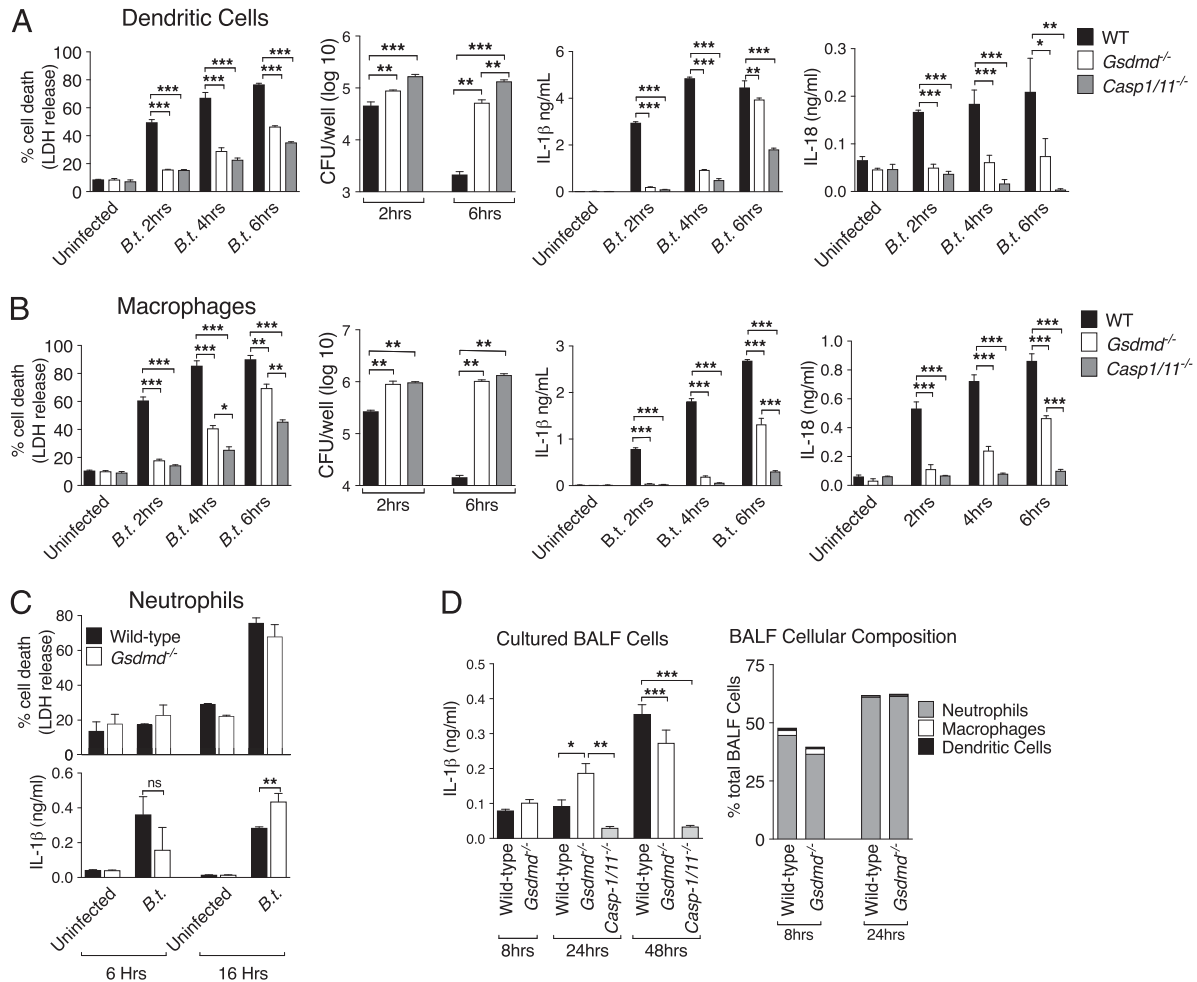 A
Dendritic Cells
% cell death
(LDH release)
100
80
60
40
20
0
*** *** *** *** *** ***
Uninfected
B.t. 2hrs
B.t. 4hrs
B.t. 6hrs
CFU/well (log 10)
6
5
4
3
*** ** *** ** **
2hrs
6hrs
IL-1β ng/mL
6
4
2
0
*** *** *** *** *** **
Uninfected
B.t. 2hrs
B.t. 4hrs
B.t. 6hrs
IL-18 (ng/ml)
0.3
0.2
0.1
0.0
*** *** *** *** ** *
Uninfected
B.t. 2hrs
B.t. 4hrs
B.t. 6hrs
WT
Gsdmd-/-
Casp1/11-/-
B
Macrophages
% cell death
(LDH release)
100
80
60
40
20
0
*** *** *** *** * *** ** **
Uninfected
B.t. 2hrs
B.t. 4hrs
B.t. 6hrs
CFU/well (log 10)
7
6
5
4
** ** ** **
2hrs
6hrs
IL-1β ng/mL
3
2
1
0
*** *** *** *** *** *** ***
Uninfected
B.t. 2hrs
B.t. 4hrs
B.t. 6hrs
IL-18 (ng/ml)
1.0
0.8
0.6
0.4
0.2
0.0
*** *** *** *** *** *** ***
Uninfected
2hrs
4hrs
6hrs
WT
Gsdmd-/-
Casp1/11-/-
C
Neutrophils
% cell death
(LDH release)
80
60
40
20
0
Wild-type
Gsdmd-/-
IL-1β (ng/ml)
0.6
0.4
0.2
0.0
ns
**
Uninfected
B.t.
Uninfected
B.t.
6 Hrs
16 Hrs
D
Cultured BALF Cells
IL-1β (ng/ml)
0.5
0.4
0.3
0.2
0.1
0.0
* ** *** ***
Wild-type
Gsdmd-/-
Wild-type
Gsdmd-/-
Casp-1/11-/-
Wild-type
Gsdmd-/-
Casp-1/11-/-
8hrs
24hrs
48hrs
BALF Cellular Composition
% total BALF Cells
75
50
25
0
Neutrophils
Macrophages
Dendritic Cells
Wild-type
Gsdmd-/-
Wild-type
Gsdmd-/-
8hrs
24hrs